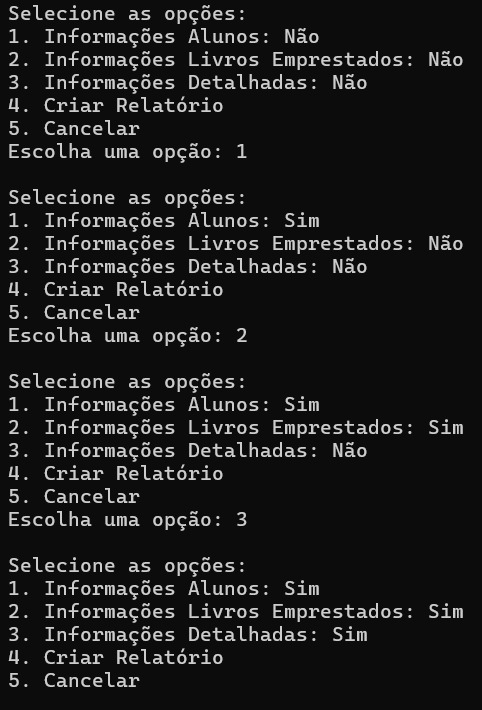 Selecione as opções:
1. Informações Alunos: Não
2. Informações Livros Emprestados: Não
3. Informações Detalhadas: Não
4. Criar Relatório
5. Cancelar
Escolha uma opção: 1

Selecione as opções:
1. Informações Alunos: Sim
2. Informações Livros Emprestados: Não
3. Informações Detalhadas: Não
4. Criar Relatório
5. Cancelar
Escolha uma opção: 2

Selecione as opções:
1. Informações Alunos: Sim
2. Informações Livros Emprestados: Sim
3. Informações Detalhadas: Não
4. Criar Relatório
5. Cancelar
Escolha uma opção: 3

Selecione as opções:
1. Informações Alunos: Sim
2. Informações Livros Emprestados: Sim
3. Informações Detalhadas: Sim
4. Criar Relatório
5. Cancelar